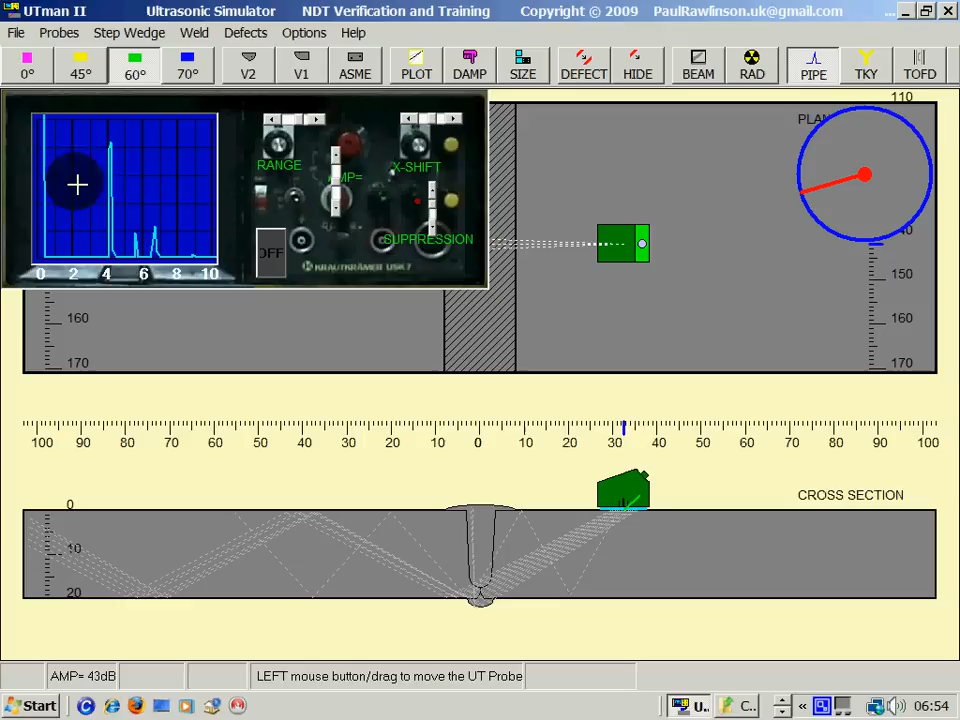 UTman II Ultrasonic Simulator NDT Verification and Training Copyright © 2009 PaulRawlinson.uk@gmail.com ...
File Probes Step Wedge Weld Defects Options Help
0° 45° 60° 70° V2 V1 ASME PLOT DAMP SIZE DEFECT HIDE BEAM RAD PIPE TKY TOFD
110
PLAN
RANGE
X-SHIFT
AMP=
SUPPRESSION
OFF
KRAUTKRÄMER USK7
0 2 4 6 8 10
40
150
150
160 160
170 170
100 90 80 70 60 50 40 30 20 10 0 10 20 30 40 50 60 70 80 90 100
CROSS SECTION
0
10
20
AMP= 43dB LEFT mouse button/drag to move the UT Probe
Start U.. C.. « 06:54